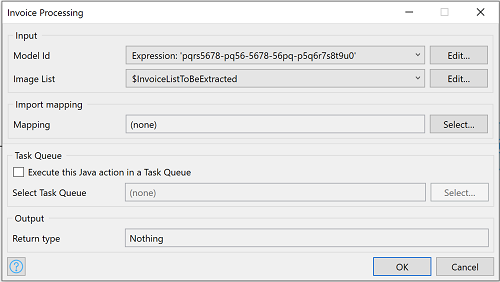 Invoice Processing
Input
Model Id Expression: 'pqrs5678-pq56-5678-56pq-p5q6r7s8t9u0' Edit...
Image List $InvoiceListToBeExtracted Edit...
Import mapping
Mapping (none) Select...
Task Queue
Execute this Java action in a Task Queue
Select Task Queue (none) Select...
Output
Return type Nothing
? OK Cancel